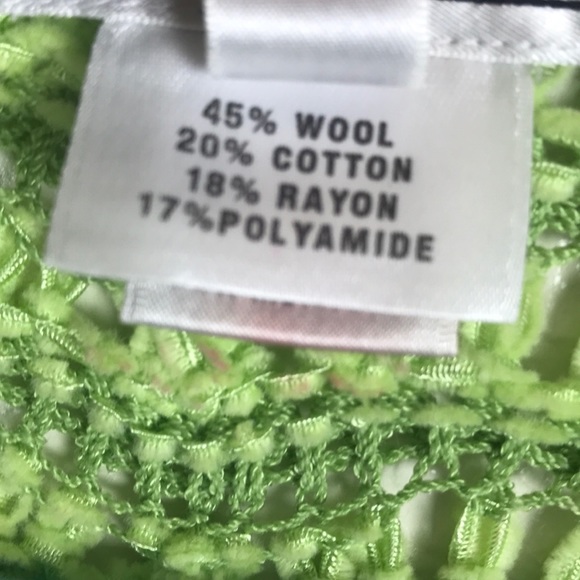 45% WOOL
20% COTTON
18% RAYON
17%POLYAMIDE